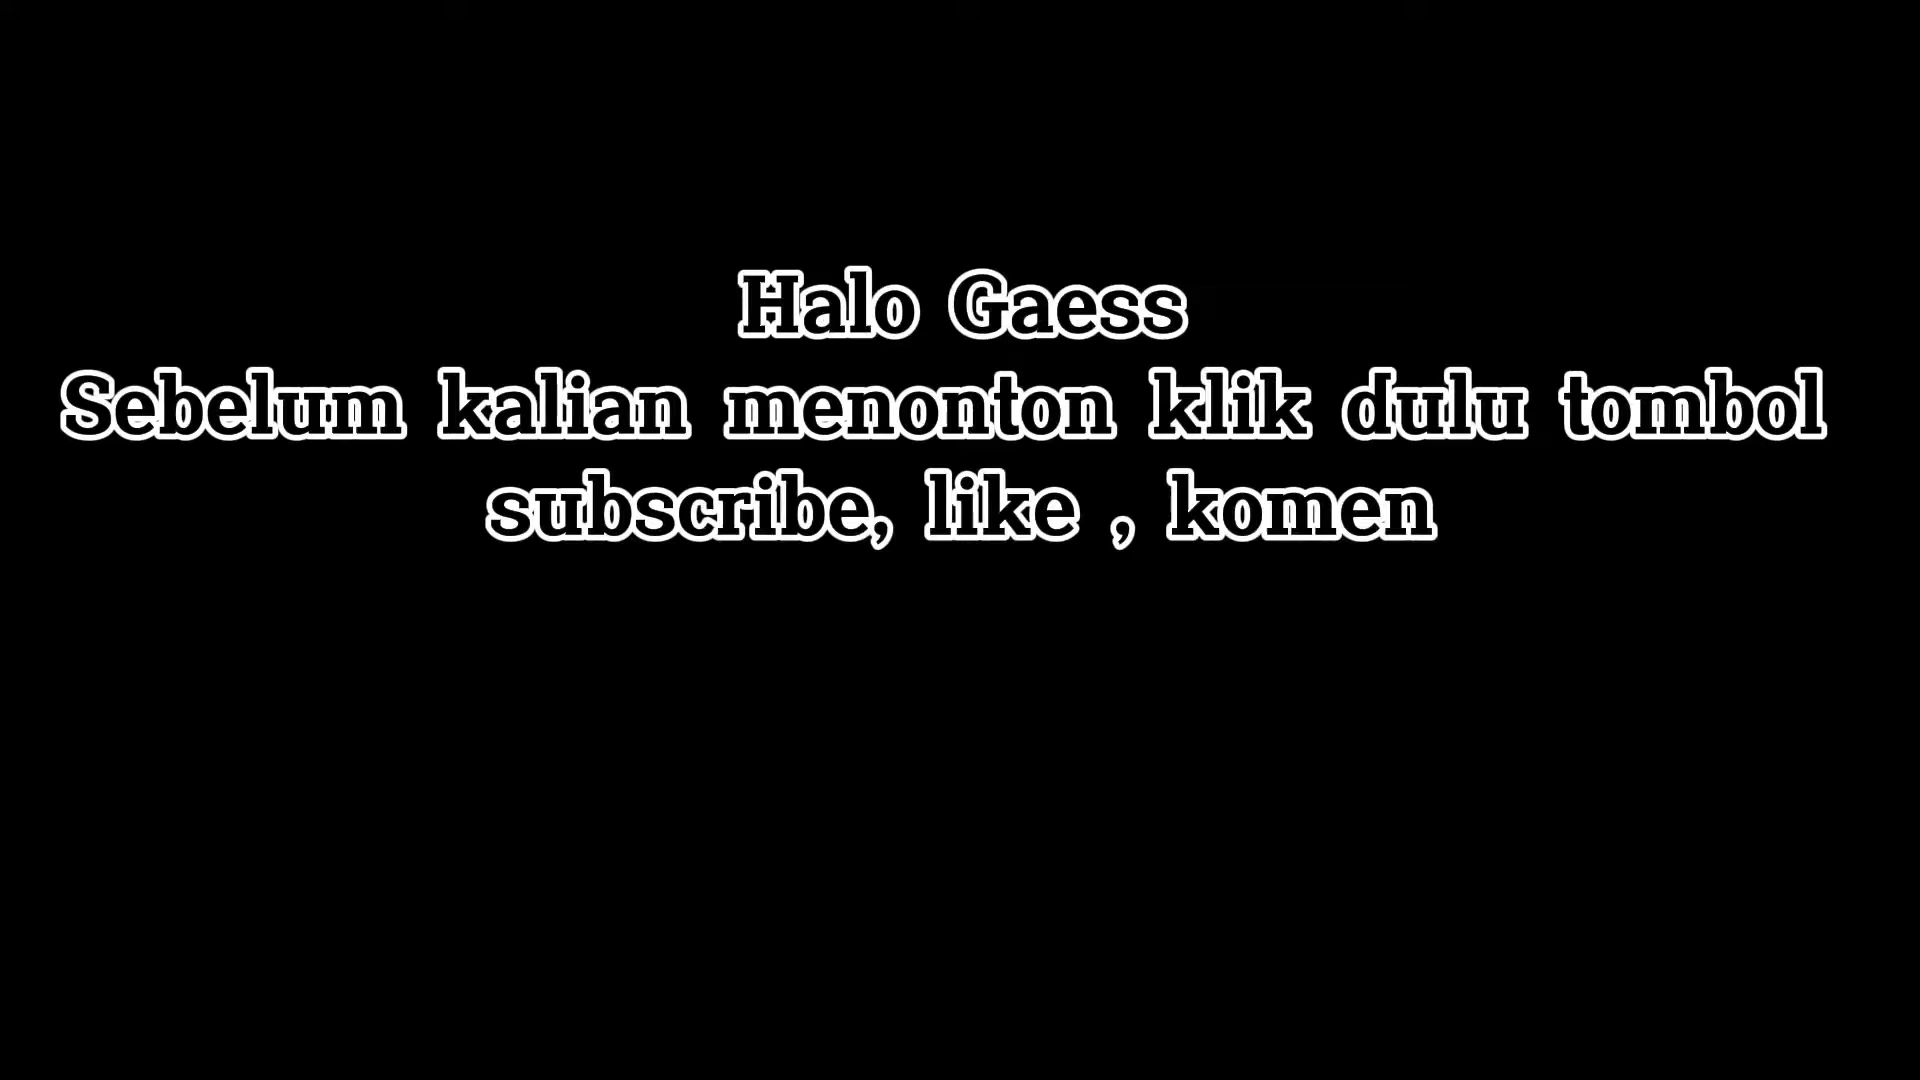 Halo Gaess
Sebelum kalian menonton klik dulu tombol
subscribe, like , komen